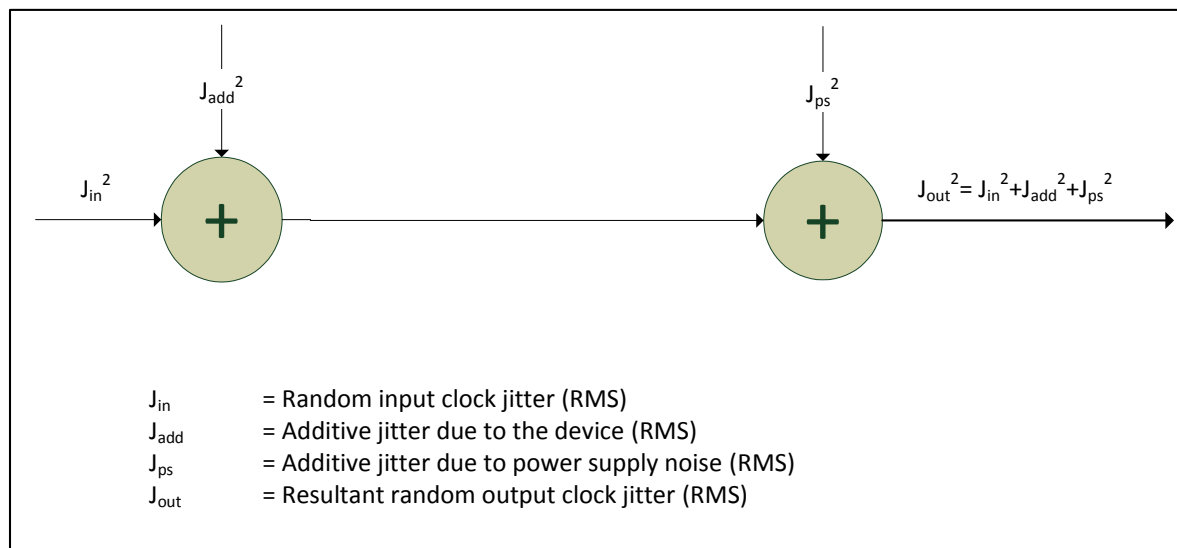 J_add^2
J_ps^2
J_in^2
+
+
J_out^2= J_in^2+J_add^2+J_ps^2
J_in = Random input clock jitter (RMS)
J_add = Additive jitter due to the device (RMS)
J_ps = Additive jitter due to power supply noise (RMS)
J_out = Resultant random output clock jitter (RMS)